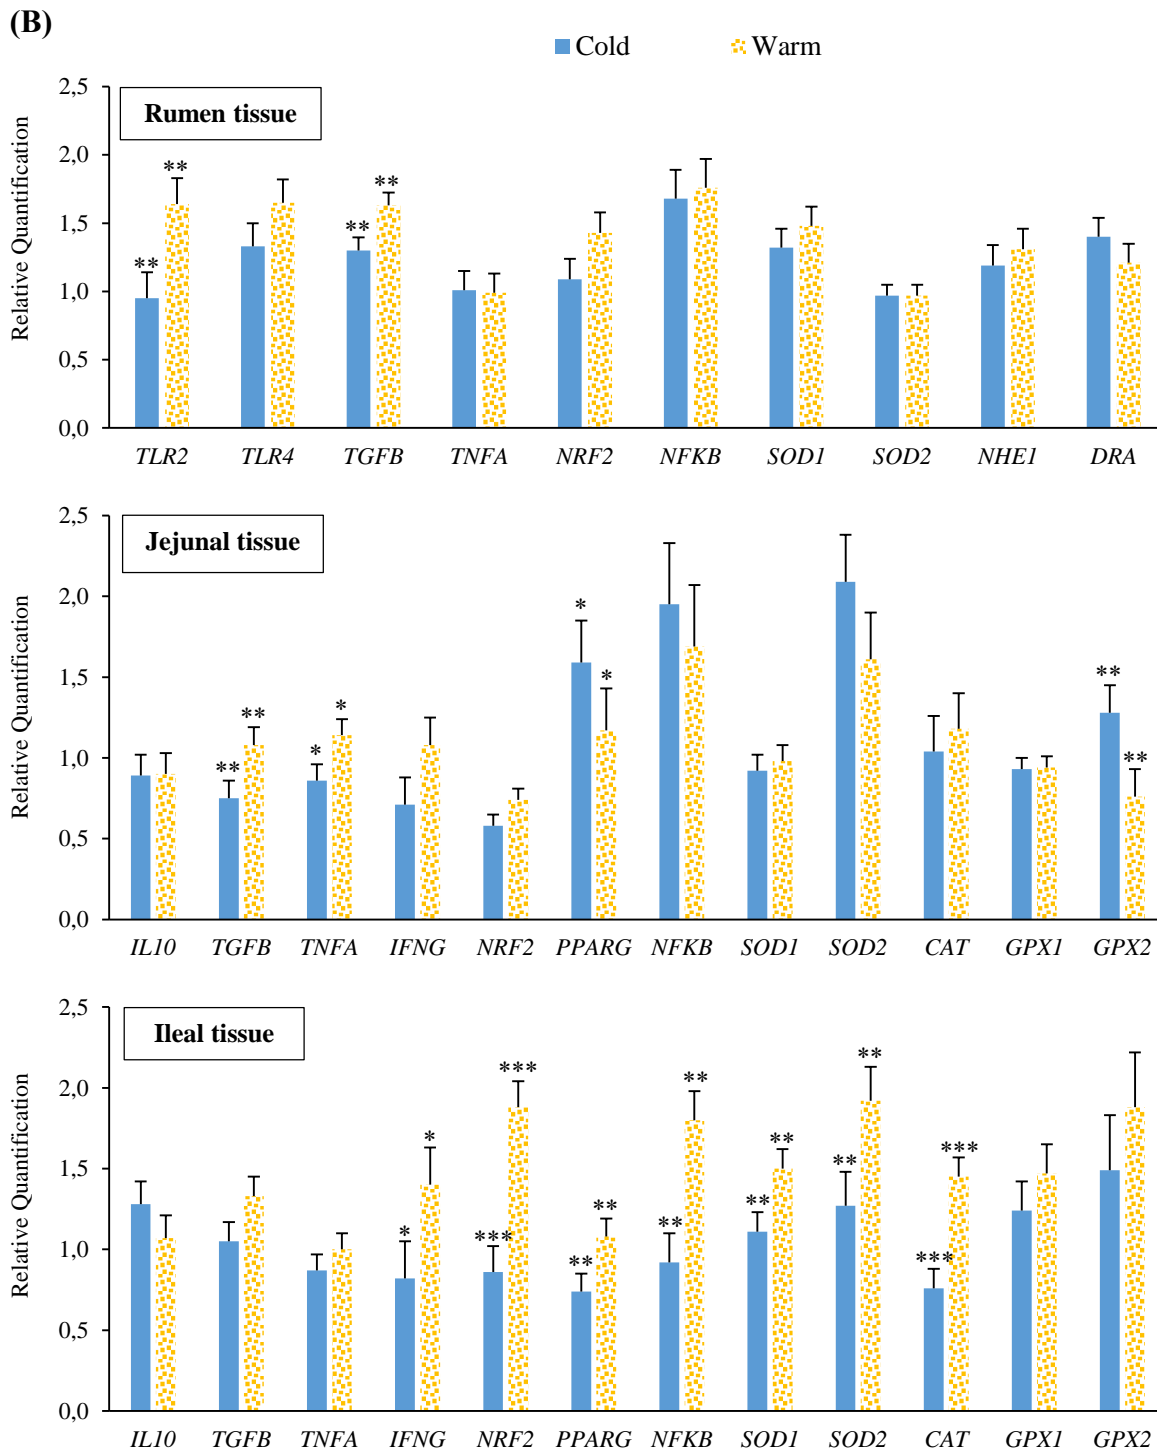 (B)
Cold Warm
Rumen tissue
Relative Quantification
2,5
2,0
1,5
1,0
0,5
0,0
** ** ** **
TLR2 TLR4 TGFB TNFA NRF2 NFKB SOD1 SOD2 NHE1 DRA
Jejunal tissue
Relative Quantification
2,5
2,0
1,5
1,0
0,5
0,0
** ** * * * * ** **
IL10 TGFB TNFA IFNG NRF2 PPARG NFKB SOD1 SOD2 CAT GPX1 GPX2
Ileal tissue
Relative Quantification
2,5
2,0
1,5
1,0
0,5
0,0
* * *** *** ** ** ** ** ** ** ** ** *** ***
IL10 TGFB TNFA IFNG NRF2 PPARG NFKB SOD1 SOD2 CAT GPX1 GPX2